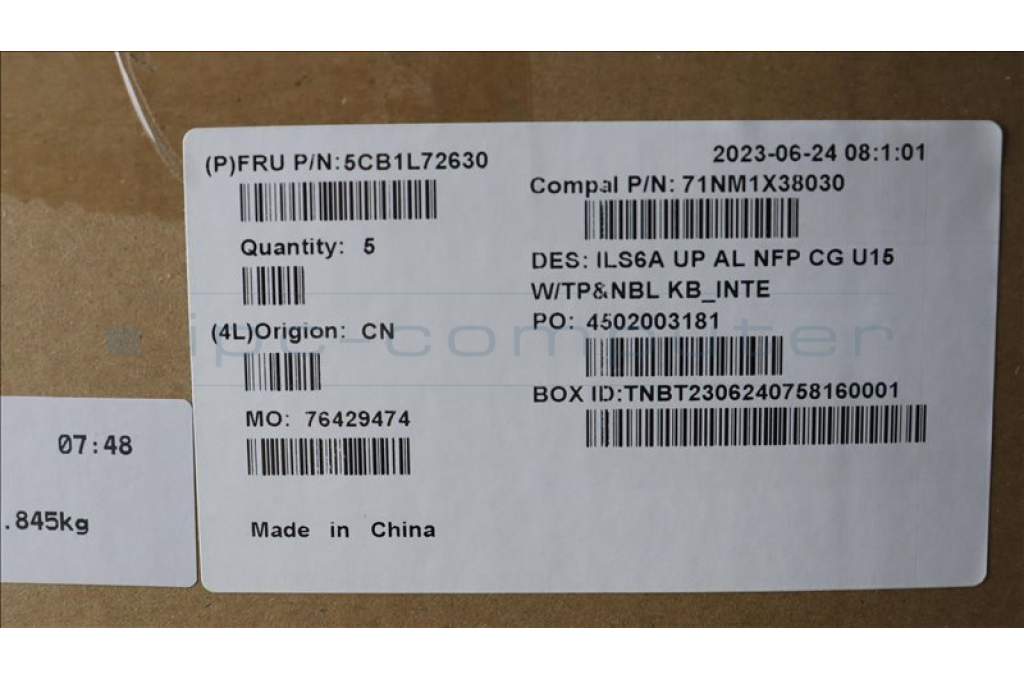 (P)FRU P/N:5CB1L72630
2023-06-24 08:1:01
Compal P/N: 71NM1X38030
Quantity: 5
DES: ILS6A UP AL NFP CG U15
W/TP&NBL KB_INTE
(4L)Origion: CN
PO: 4502003181
ipc-computer
BOX ID:TNBT2306240758160001
MO: 76429474
Made in China
07:48
.845kg